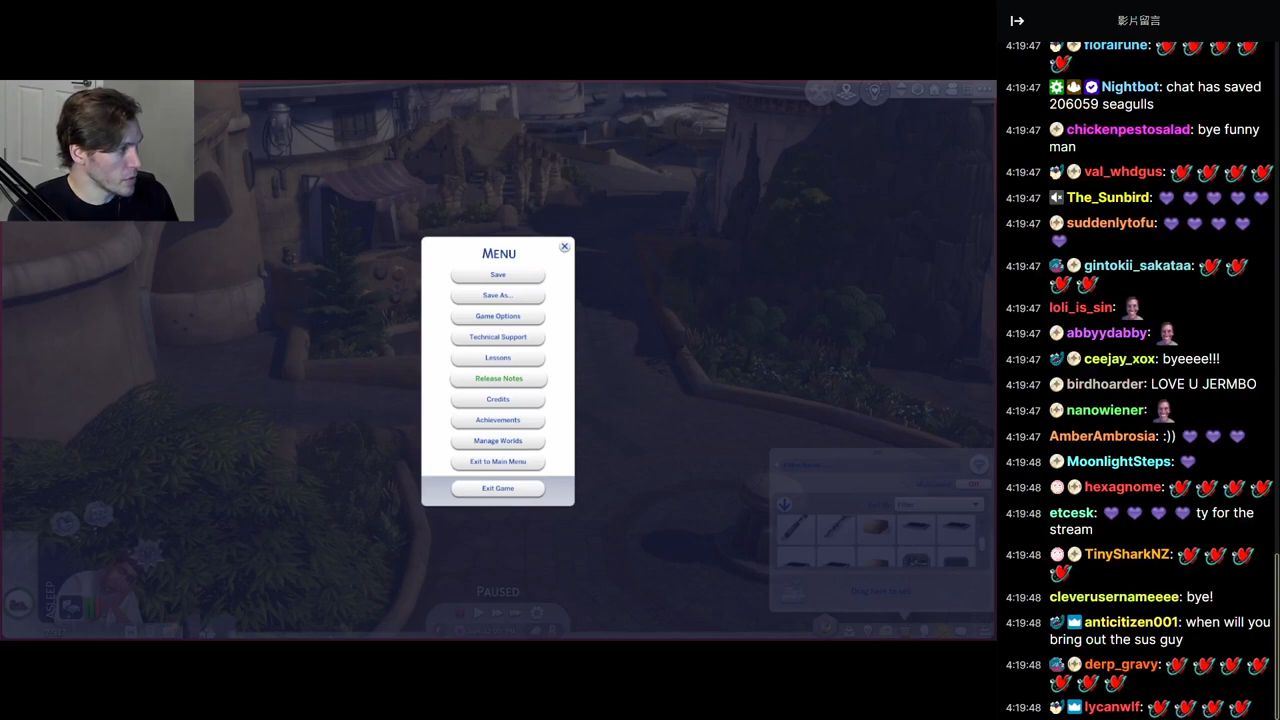 MENU
Save
Save As...
Game Options
Technical Support
Lessons
Release Notes
Credits
Achievements
Manage Worlds
Exit to Main Menu
Exit Game
PAUSED
ASLEEP
Filter
Drag here to sell
影片留言
4:19:47 florairune:
4:19:47 Nightbot: chat has saved
206059 seagulls
4:19:47 chickenpestosalad: bye funny
man
4:19:47 val_whdgus:
4:19:47 The_Sunbird:
4:19:47 suddenlytofu:
4:19:47 gintokii_sakataa:
4:19:47 loli_is_sin:
4:19:47 abbyydabby:
4:19:47 ceejay_xox: byeeee!!!
4:19:47 birdhoarder: LOVE U JERMBO
4:19:47 nanowiener:
4:19:47 AmberAmbrosia: :))
4:19:48 MoonlightSteps:
4:19:48 hexagnome:
4:19:48 etcesk: ty for the
stream
4:19:48 TinySharkNZ:
4:19:48 cleverusernameeee: bye!
4:19:48 anticitizen001: when will you
bring out the sus guy
4:19:48 derp_gravy:
4:19:48 lycanwlf: